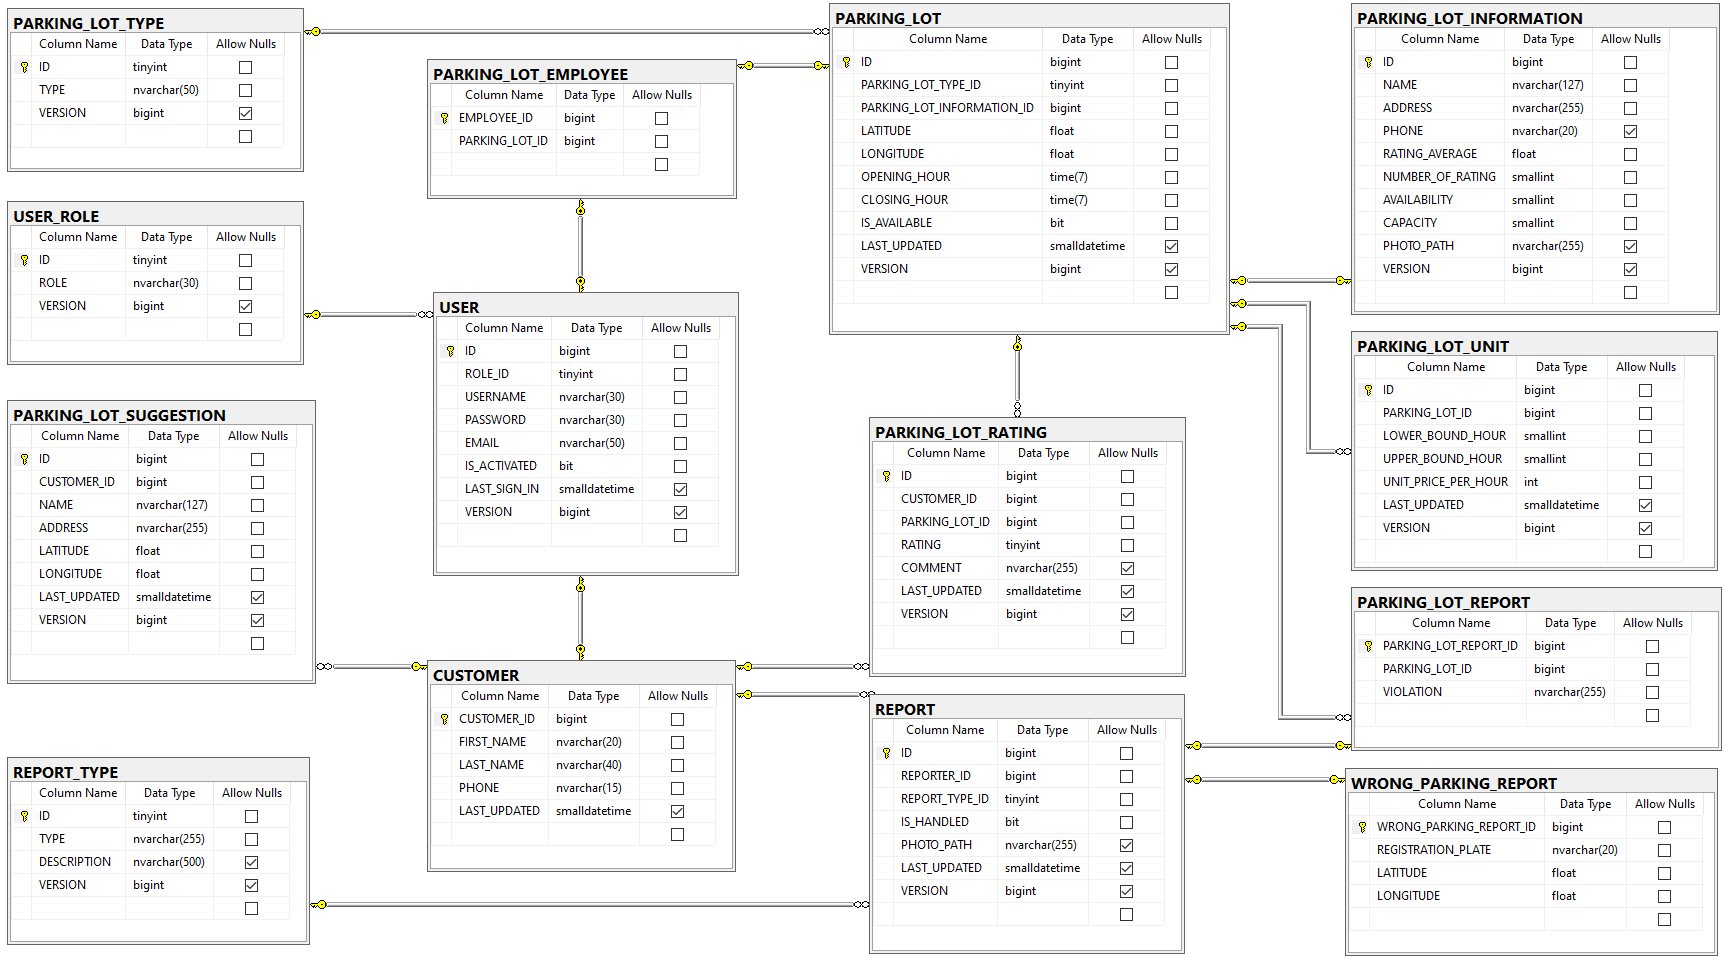 PARKING_LOT_TYPE
Column Name Data Type Allow Nulls
ID tinyint
TYPE nvarchar(50)
VERSION bigint
USER_ROLE
Column Name Data Type Allow Nulls
ID tinyint
ROLE nvarchar(30)
VERSION bigint
PARKING_LOT_SUGGESTION
Column Name Data Type Allow Nulls
ID bigint
CUSTOMER_ID bigint
NAME nvarchar(127)
ADDRESS nvarchar(255)
LATITUDE float
LONGITUDE float
LAST_UPDATED smalldatetime
VERSION bigint
REPORT_TYPE
Column Name Data Type Allow Nulls
ID tinyint
TYPE nvarchar(255)
DESCRIPTION nvarchar(500)
VERSION bigint
PARKING_LOT_EMPLOYEE
Column Name Data Type Allow Nulls
EMPLOYEE_ID bigint
PARKING_LOT_ID bigint
USER
Column Name Data Type Allow Nulls
ID bigint
ROLE_ID tinyint
USERNAME nvarchar(30)
PASSWORD nvarchar(30)
EMAIL nvarchar(50)
IS_ACTIVATED bit
LAST_SIGN_IN smalldatetime
VERSION bigint
CUSTOMER
Column Name Data Type Allow Nulls
CUSTOMER_ID bigint
FIRST_NAME nvarchar(20)
LAST_NAME nvarchar(40)
PHONE nvarchar(15)
LAST_UPDATED smalldatetime
PARKING_LOT
Column Name Data Type Allow Nulls
ID bigint
PARKING_LOT_TYPE_ID tinyint
PARKING_LOT_INFORMATION_ID bigint
LATITUDE float
LONGITUDE float
OPENING_HOUR time(7)
CLOSING_HOUR time(7)
IS_AVAILABLE bit
LAST_UPDATED smalldatetime
VERSION bigint
PARKING_LOT_RATING
Column Name Data Type Allow Nulls
ID bigint
CUSTOMER_ID bigint
PARKING_LOT_ID bigint
RATING tinyint
COMMENT nvarchar(255)
LAST_UPDATED smalldatetime
VERSION bigint
REPORT
Column Name Data Type Allow Nulls
ID bigint
REPORTER_ID bigint
REPORT_TYPE_ID tinyint
IS_HANDLED bit
PHOTO_PATH nvarchar(255)
LAST_UPDATED smalldatetime
VERSION bigint
PARKING_LOT_INFORMATION
Column Name Data Type Allow Nulls
ID bigint
NAME nvarchar(127)
ADDRESS nvarchar(255)
PHONE nvarchar(20)
RATING_AVERAGE float
NUMBER_OF_RATING smallint
AVAILABILITY smallint
CAPACITY smallint
PHOTO_PATH nvarchar(255)
VERSION bigint
PARKING_LOT_UNIT
Column Name Data Type Allow Nulls
ID bigint
PARKING_LOT_ID bigint
LOWER_BOUND_HOUR smallint
UPPER_BOUND_HOUR smallint
UNIT_PRICE_PER_HOUR int
LAST_UPDATED smalldatetime
VERSION bigint
PARKING_LOT_REPORT
Column Name Data Type Allow Nulls
PARKING_LOT_REPORT_ID bigint
PARKING_LOT_ID bigint
VIOLATION nvarchar(255)
WRONG_PARKING_REPORT
Column Name Data Type Allow Nulls
WRONG_PARKING_REPORT_ID bigint
REGISTRATION_PLATE nvarchar(20)
LATITUDE float
LONGITUDE float